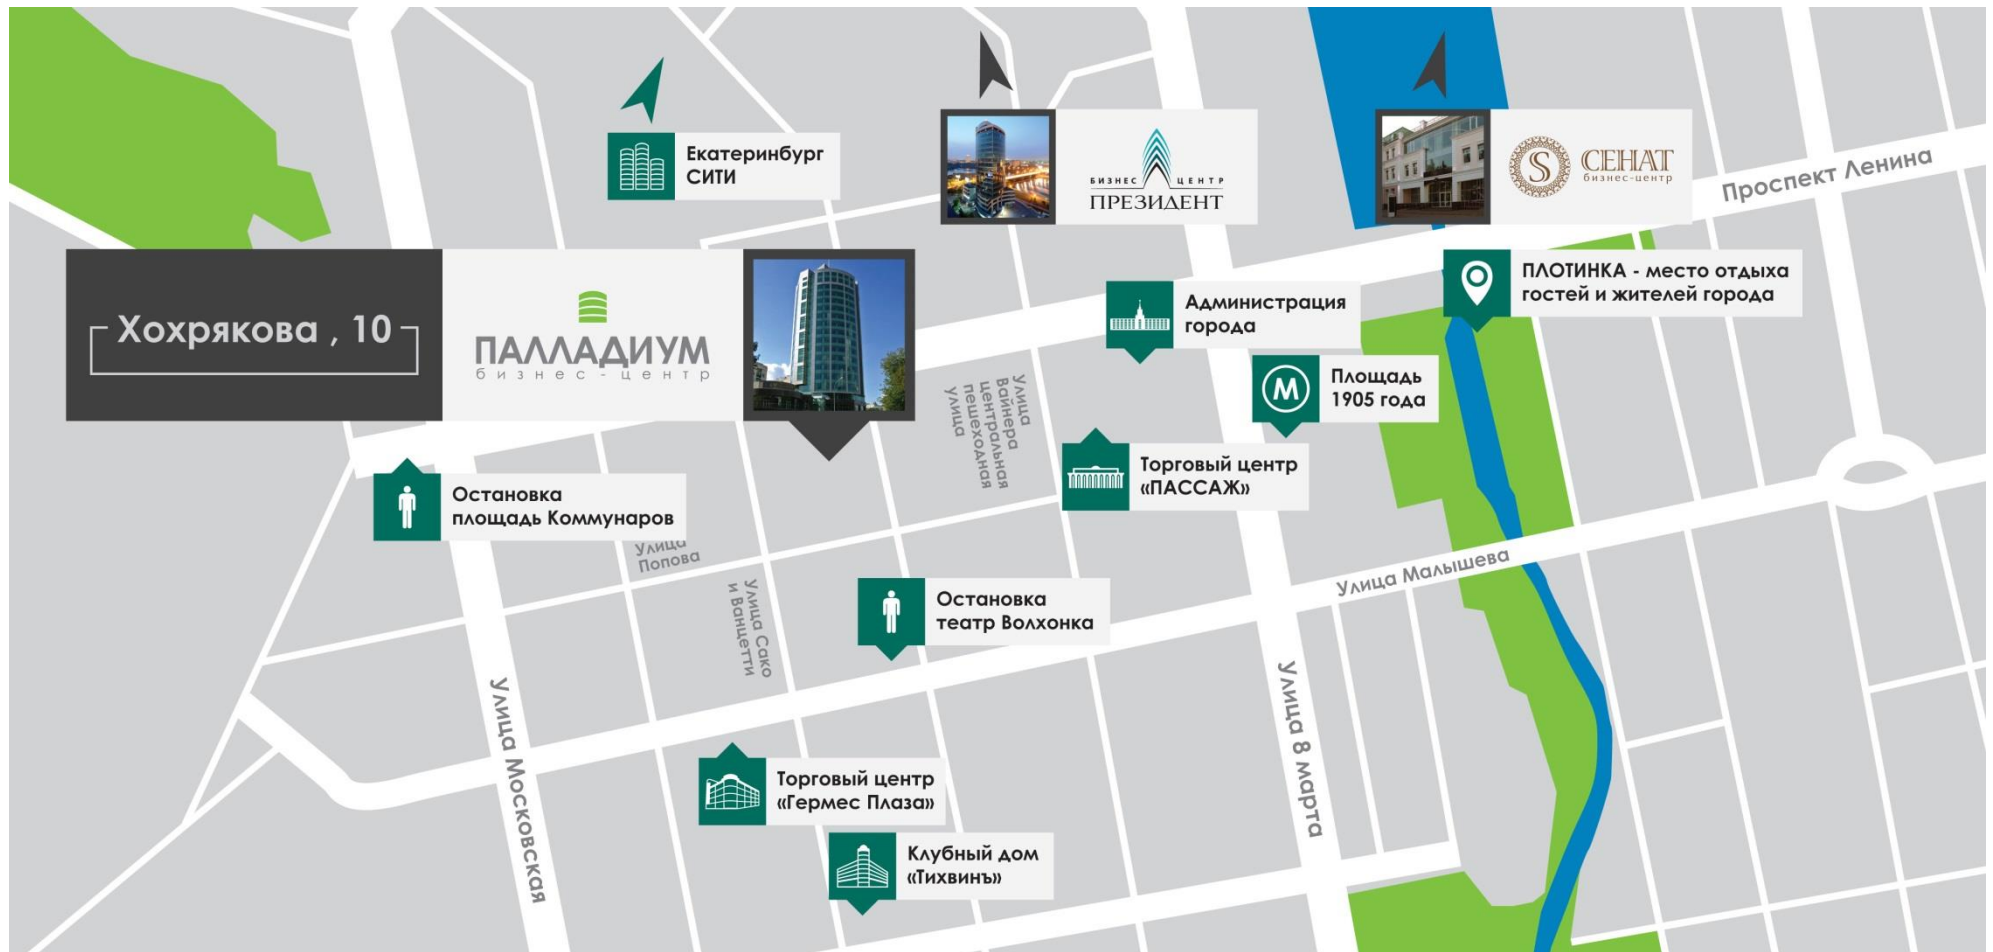 Екатеринбург
СИТИ
БИЗНЕС ЦЕНТР
ПРЕЗИДЕНТ
S
СЕНАТ
бизнес-центр
Проспект Ленина
Хохрякова , 10
ПАЛЛАДИУМ
бизнес-центр
Администрация
города
ПЛОТИНКА - место отдыха
гостей и жителей города
М
Площадь
1905 года
Улица
Вайнера
центральная
пешеходная
улица
Торговый центр
«ПАССАЖ»
Остановка
площадь Коммунаров
Улица
Попова
Улица Сако
и Ванцетти
Остановка
театр Волхонка
Улица Малышева
Улица Московская
Улица 8 марта
Торговый центр
«Гермес Плаза»
Клубный дом
«Тихвинъ»